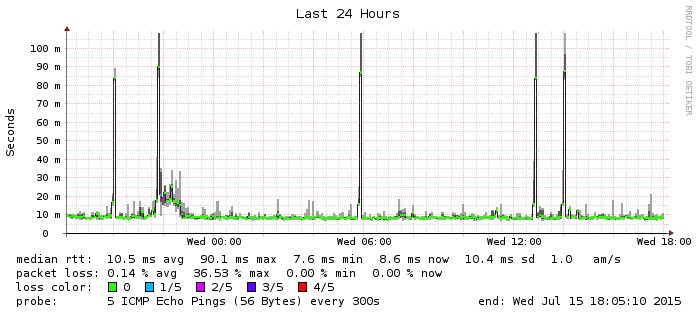 Last 24 Hours
RRDTOOL / TOBI OETIKER
Seconds
100 m
90 m
80 m
70 m
60 m
50 m
40 m
30 m
20 m
10 m
0
Wed 00:00 Wed 06:00 Wed 12:00 Wed 18:00
median rtt: 10.5 ms avg 90.1 ms max 7.6 ms min 8.6 ms now 10.4 ms sd 1.0 am/s
packet loss: 0.14 % avg 36.53 % max 0.00 % min 0.00 % now
loss color: 0 1/5 2/5 3/5 4/5
probe: 5 ICMP Echo Pings (56 Bytes) every 300s end: Wed Jul 15 18:05:10 2015